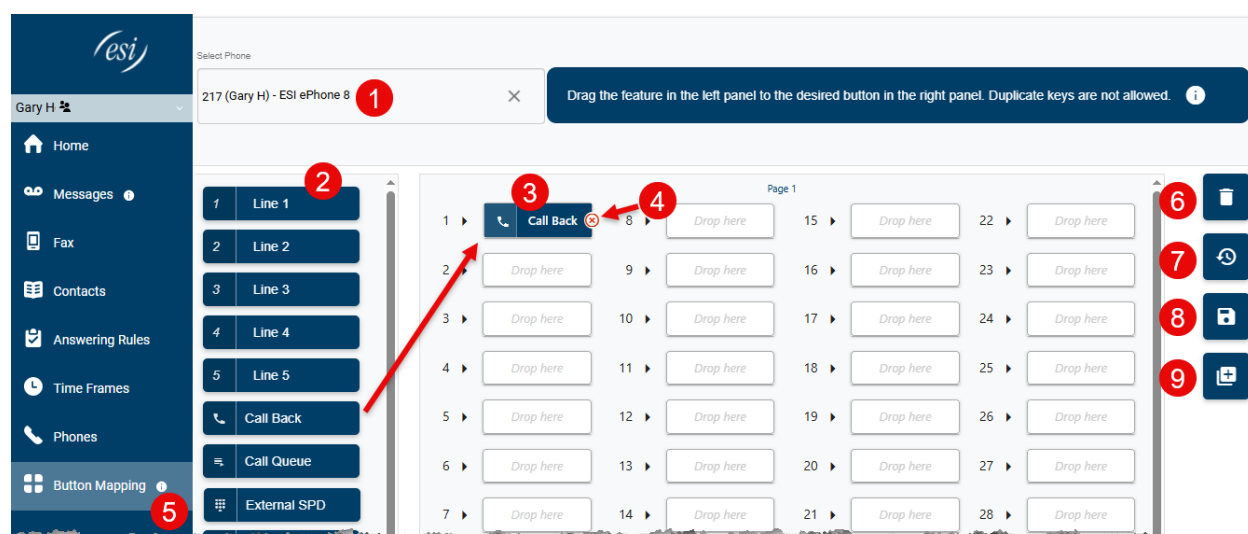 esi
Select Phone
217 (Gary H) - ESI ePhone 8
1
Drag the feature in the left panel to the desired button in the right panel. Duplicate keys are not allowed.
Gary H
Home
Messages
Fax
Contacts
Answering Rules
Time Frames
Phones
Button Mapping
5
2
1 Line 1
2 Line 2
3 Line 3
4 Line 4
5 Line 5
Call Back
Call Queue
External SPD
Page 1
3
4
1 Call Back 8 Drop here 15 Drop here 22 Drop here
2 Drop here 9 Drop here 16 Drop here 23 Drop here
3 Drop here 10 Drop here 17 Drop here 24 Drop here
4 Drop here 11 Drop here 18 Drop here 25 Drop here
5 Drop here 12 Drop here 19 Drop here 26 Drop here
6 Drop here 13 Drop here 20 Drop here 27 Drop here
7 Drop here 14 Drop here 21 Drop here 28 Drop here
6
7
8
9